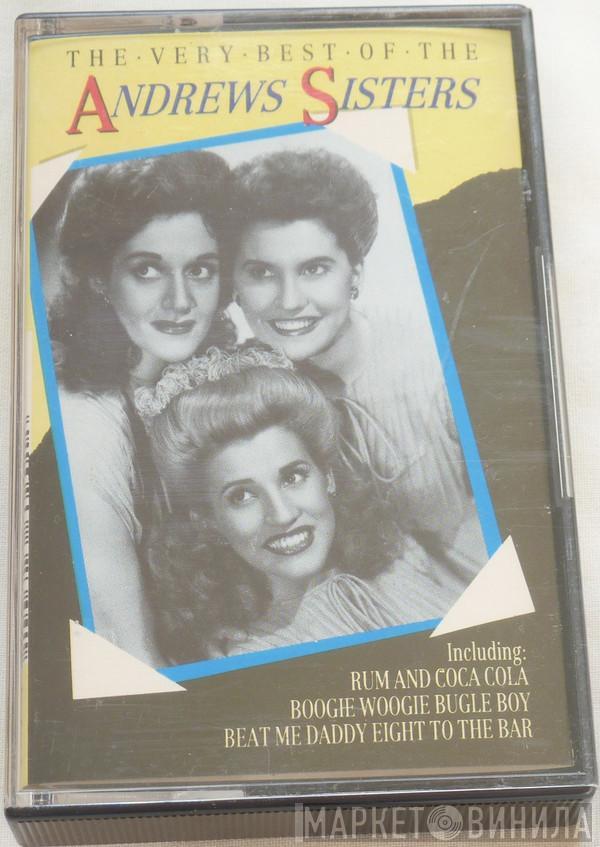 THE·VERY·BEST·OF·THE
ANDREWS SISTERS
Including:
RUM AND COCA COLA
BOOGIE WOOGIE BUGLE BOY
BEAT ME DADDY EIGHT TO THE BAR
МАРКЕТ ВИНИЛА